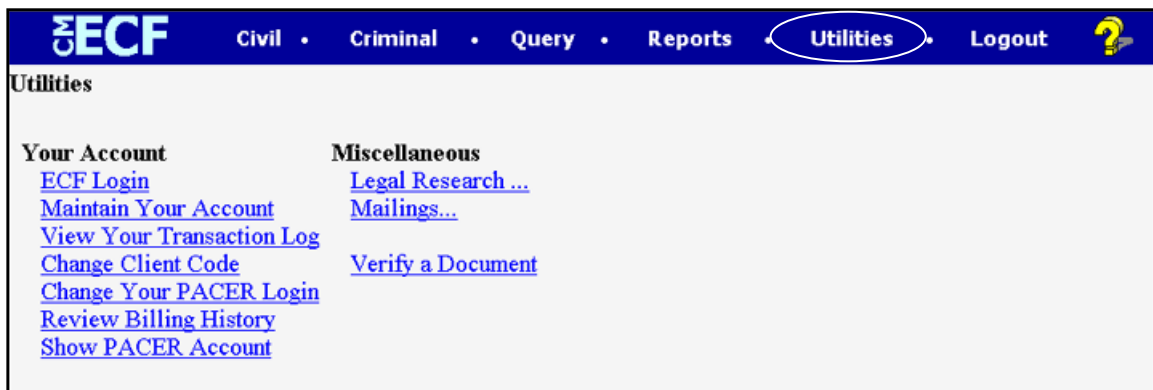 CM ECF Civil • Criminal • Query • Reports • Utilities • Logout ?
Utilities
Your Account
ECF Login
Maintain Your Account
View Your Transaction Log
Change Client Code
Change Your PACER Login
Review Billing History
Show PACER Account
Miscellaneous
Legal Research ...
Mailings...
Verify a Document